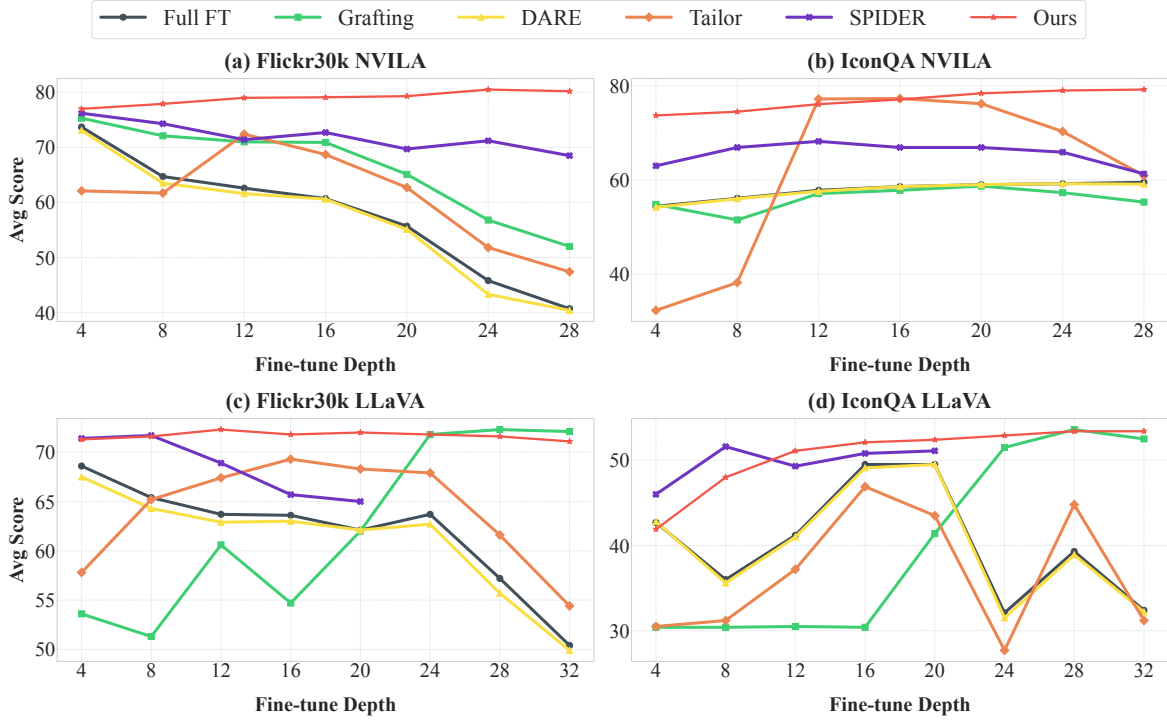 Full FT Grafting DARE Tailor SPIDER Ours
(a) Flickr30k NVILA
80
70
60
50
40
Avg Score
4 8 12 16 20 24 28
Fine-tune Depth
(b) IconQA NVILA
80
60
40
4 8 12 16 20 24 28
Fine-tune Depth
(c) Flickr30k LLaVA
70
65
60
55
50
Avg Score
4 8 12 16 20 24 28 32
Fine-tune Depth
(d) IconQA LLaVA
50
40
30
4 8 12 16 20 24 28 32
Fine-tune Depth